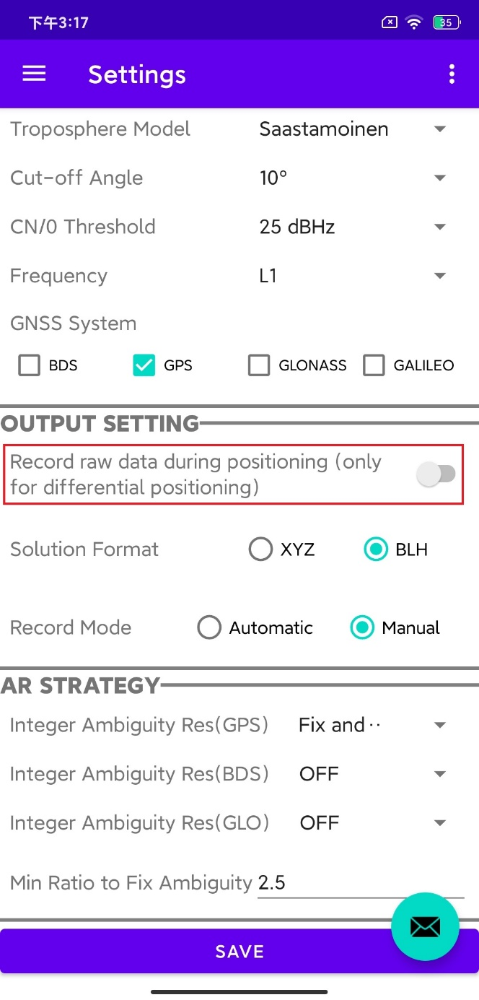 下午3:17
35
Settings
Troposphere Model Saastamoinen
Cut-off Angle 10°
CN/0 Threshold 25 dBHz
Frequency L1
GNSS System
BDS GPS GLONASS GALILEO
OUTPUT SETTING
Record raw data during positioning (only
for differential positioning)
Solution Format XYZ BLH
Record Mode Automatic Manual
AR STRATEGY
Integer Ambiguity Res(GPS) Fix and ··
Integer Ambiguity Res(BDS) OFF
Integer Ambiguity Res(GLO) OFF
Min Ratio to Fix Ambiguity 2.5
SAVE